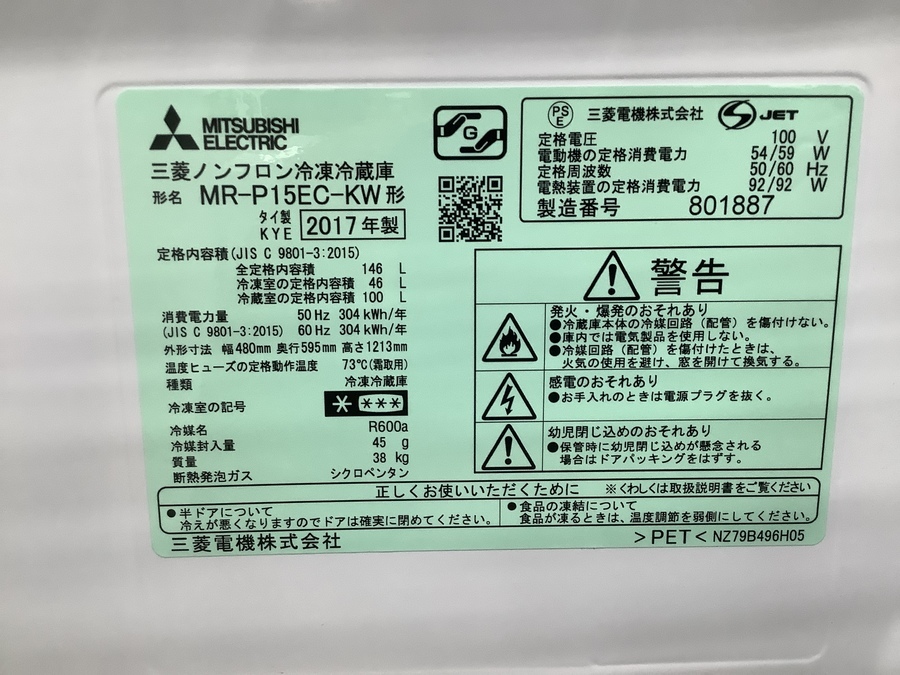 MITSUBISHI
ELECTRIC
G
三菱ノンフロン冷凍冷蔵庫
形名 MR-P15EC-KW形
タイ製
KYE 2017年製
PS
E 三菱電機株式会社 JET
定格電圧 100 V
電動機の定格消費電力 54/59 W
定格周波数 50/60 Hz
電熱装置の定格消費電力 92/92 W
製造番号 801887
定格内容積(JIS C 9801-3:2015)
全定格内容積 146 L
冷凍室の定格内容積 46 L
冷蔵室の定格内容積 100 L
消費電力量 50 Hz 304 kWh/年
(JIS C 9801-3:2015) 60 Hz 304 kWh/年
外形寸法 幅480mm 奥行595mm 高さ1213mm
温度ヒューズの定格動作温度 73℃(霜取用)
種類 冷凍冷蔵庫
冷凍室の記号
冷媒名 R600a
冷媒封入量 45 g
質量 38 kg
断熱発泡ガス シクロペンタン
警告
発火・爆発のおそれあり
●冷蔵庫本体の冷媒回路(配管)を傷付けない。
●庫内では電気製品を使用しない。
●冷媒回路(配管)を傷付けたときは、
火気の使用を避け、窓を開けて換気する。
感電のおそれあり
●お手入れのときは電源プラグを抜く。
幼児閉じ込めのおそれあり
●保管時に幼児閉じ込めが懸念される
場合はドアパッキングをはずす。
正しくお使いいただくために ※くわしくは取扱説明書をご覧ください
●半ドアについて
冷えが悪くなりますのでドアは確実に閉めてください。
●食品の凍結について
食品が凍るときは、温度調節を弱側にしてください。
三菱電機株式会社 >PET< NZ79B496H05